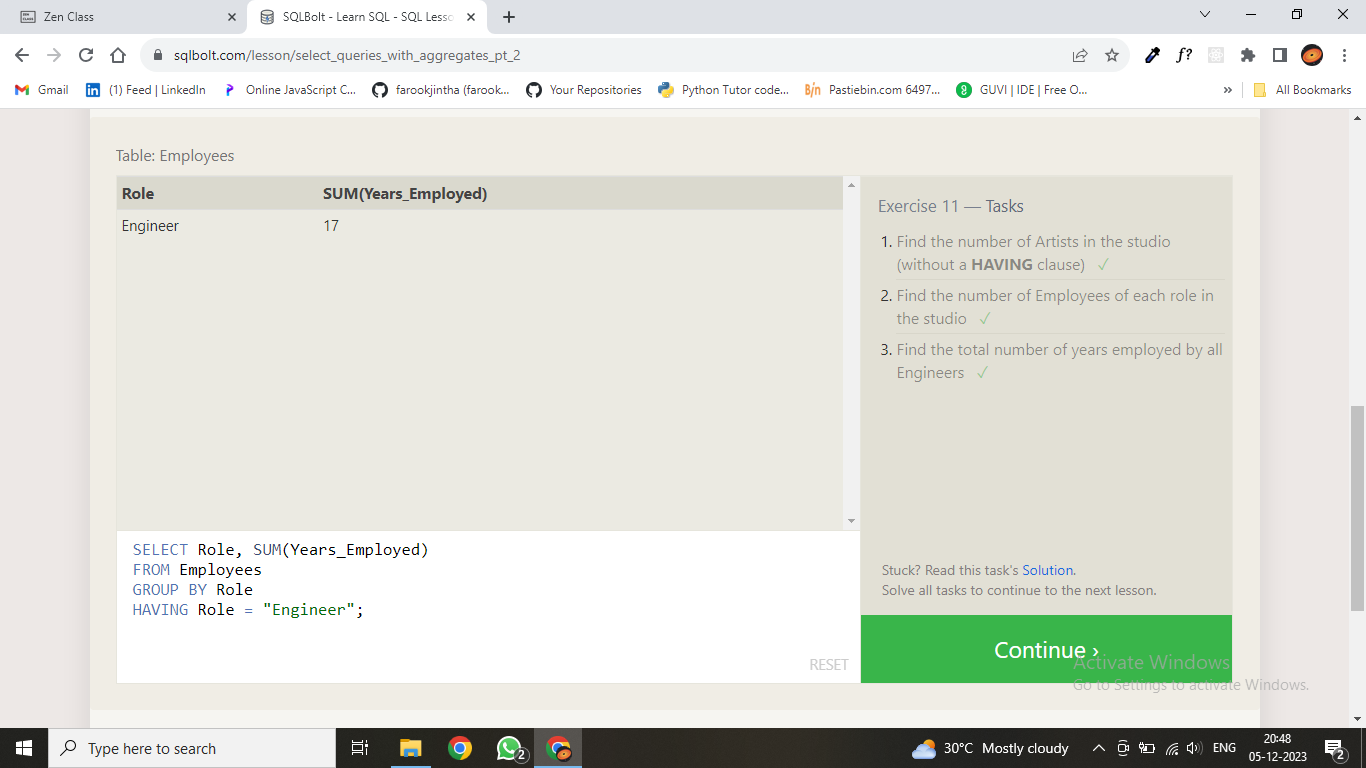 Zen Class
SQLBolt - Learn SQL - SQL Lesso
sqlbolt.com/lesson/select_queries_with_aggregates_pt_2
f?
Gmail
in (1) Feed | LinkedIn
Online JavaScript C...
farookjintha (farook...
Your Repositories
Python Tutor code...
Bin Pastiebin.com 6497...
GUVI | IDE | Free O...
»
All Bookmarks
Table: Employees
Role SUM(Years_Employed)
Engineer 17
Exercise 11 — Tasks
1. Find the number of Artists in the studio
(without a HAVING clause) ✓
2. Find the number of Employees of each role in
the studio ✓
3. Find the total number of years employed by all
Engineers ✓
SELECT Role, SUM(Years_Employed)
FROM Employees
GROUP BY Role
HAVING Role = "Engineer";
RESET
Stuck? Read this task's Solution.
Solve all tasks to continue to the next lesson.
Continue ›
Activate Windows
Go to Settings to activate Windows.
Type here to search
2
30°C Mostly cloudy
ENG
20:48
05-12-2023
2